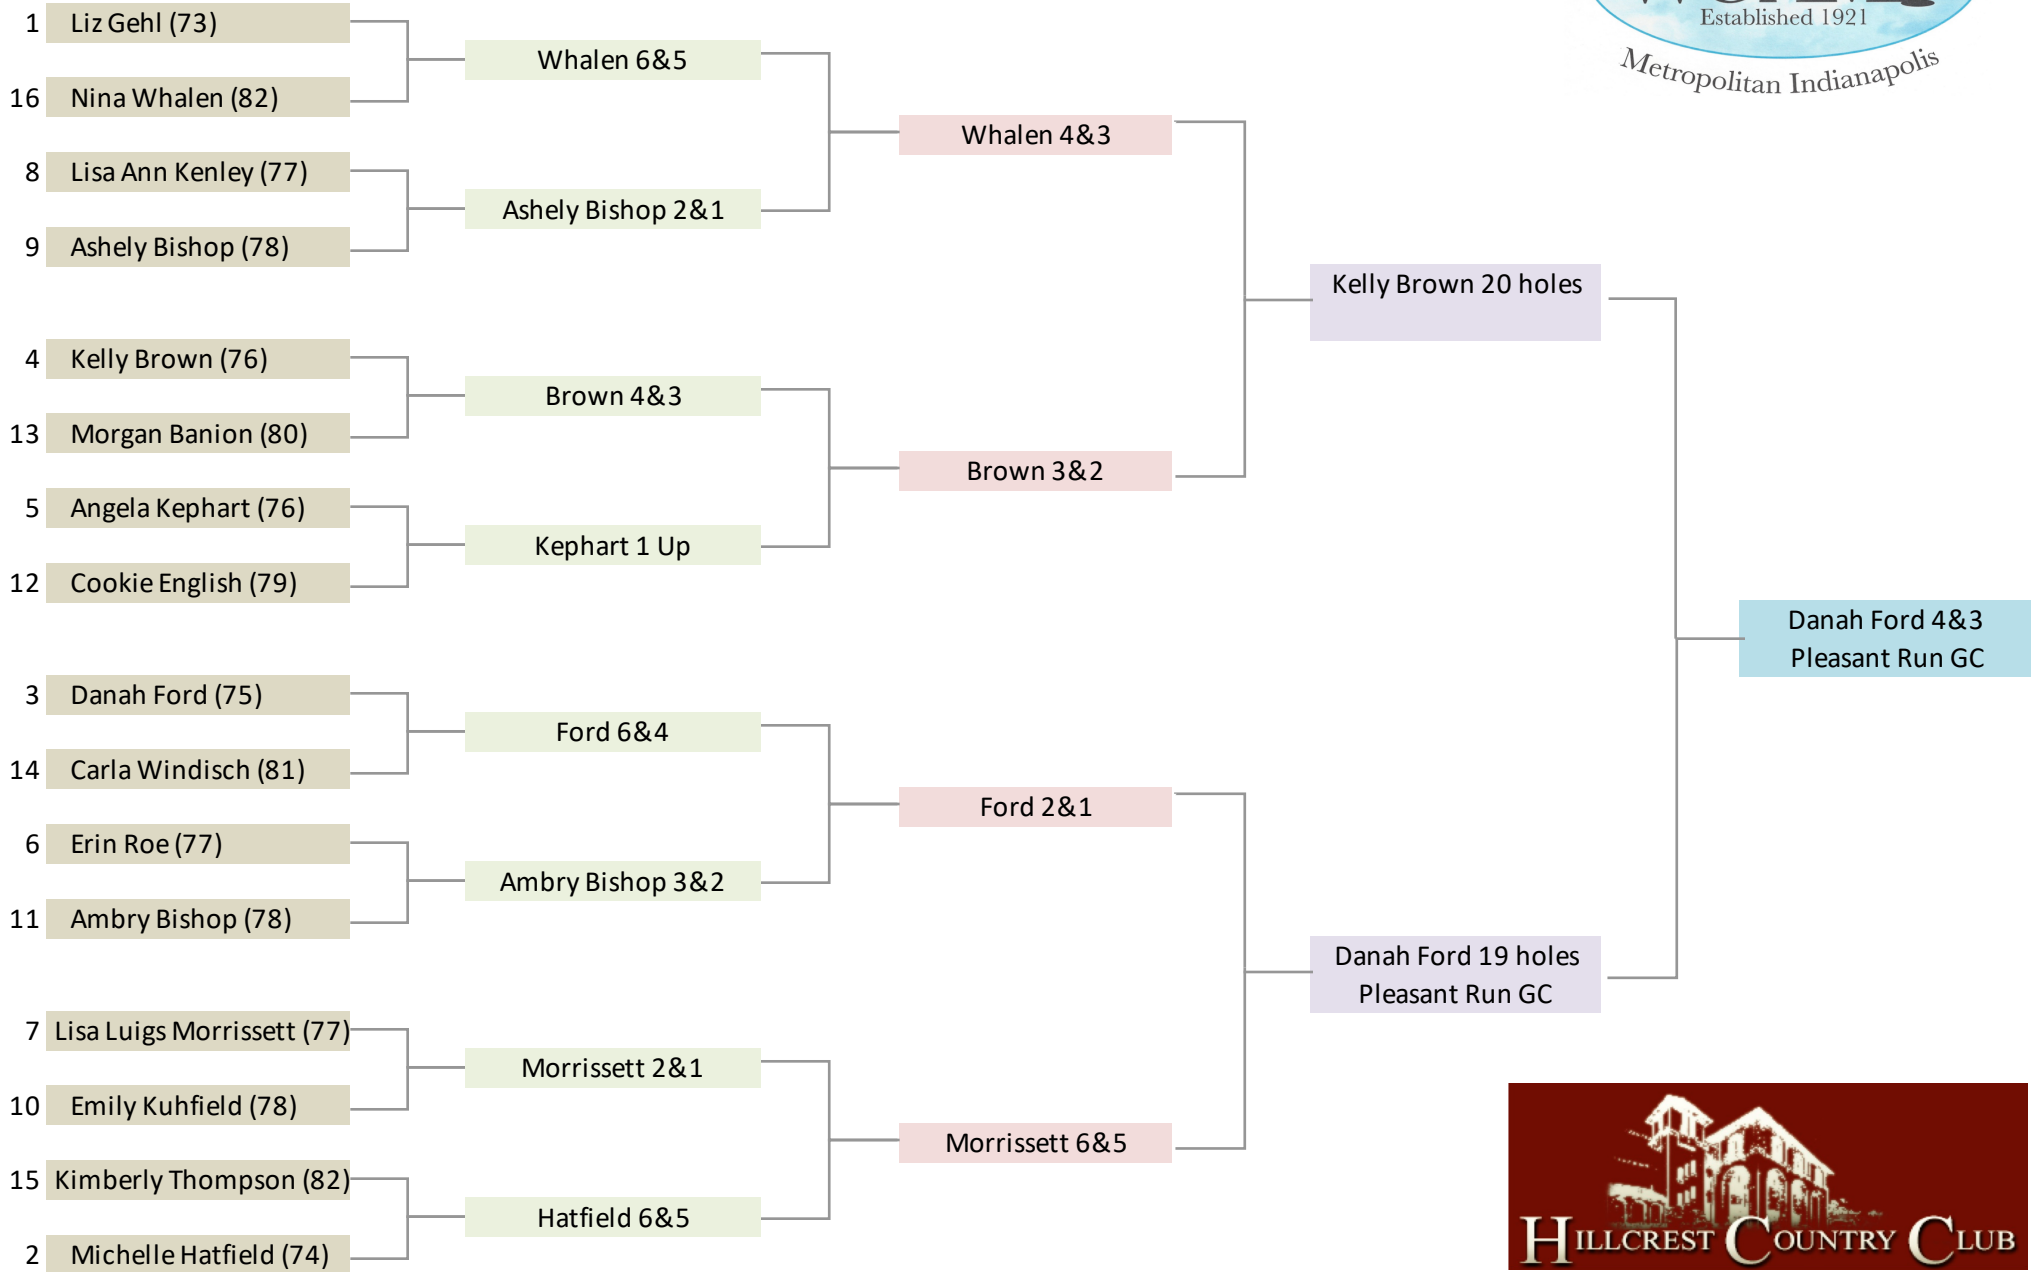 Established 1921
Metropolitan Indianapolis
1 Liz Gehl (73)
16 Nina Whalen (82)
8 Lisa Ann Kenley (77)
9 Ashely Bishop (78)
4 Kelly Brown (76)
13 Morgan Banion (80)
5 Angela Kephart (76)
12 Cookie English (79)
3 Danah Ford (75)
14 Carla Windisch (81)
6 Erin Roe (77)
11 Ambry Bishop (78)
7 Lisa Luigs Morrissett (77)
10 Emily Kuhfield (78)
15 Kimberly Thompson (82)
2 Michelle Hatfield (74)
Whalen 6&5
Ashely Bishop 2&1
Brown 4&3
Kephart 1 Up
Ford 6&4
Ambry Bishop 3&2
Morrissett 2&1
Hatfield 6&5
Whalen 4&3
Brown 3&2
Ford 2&1
Morrissett 6&5
Kelly Brown 20 holes
Danah Ford 19 holes
Pleasant Run GC
Danah Ford 4&3
Pleasant Run GC
HILLCREST COUNTRY CLUB